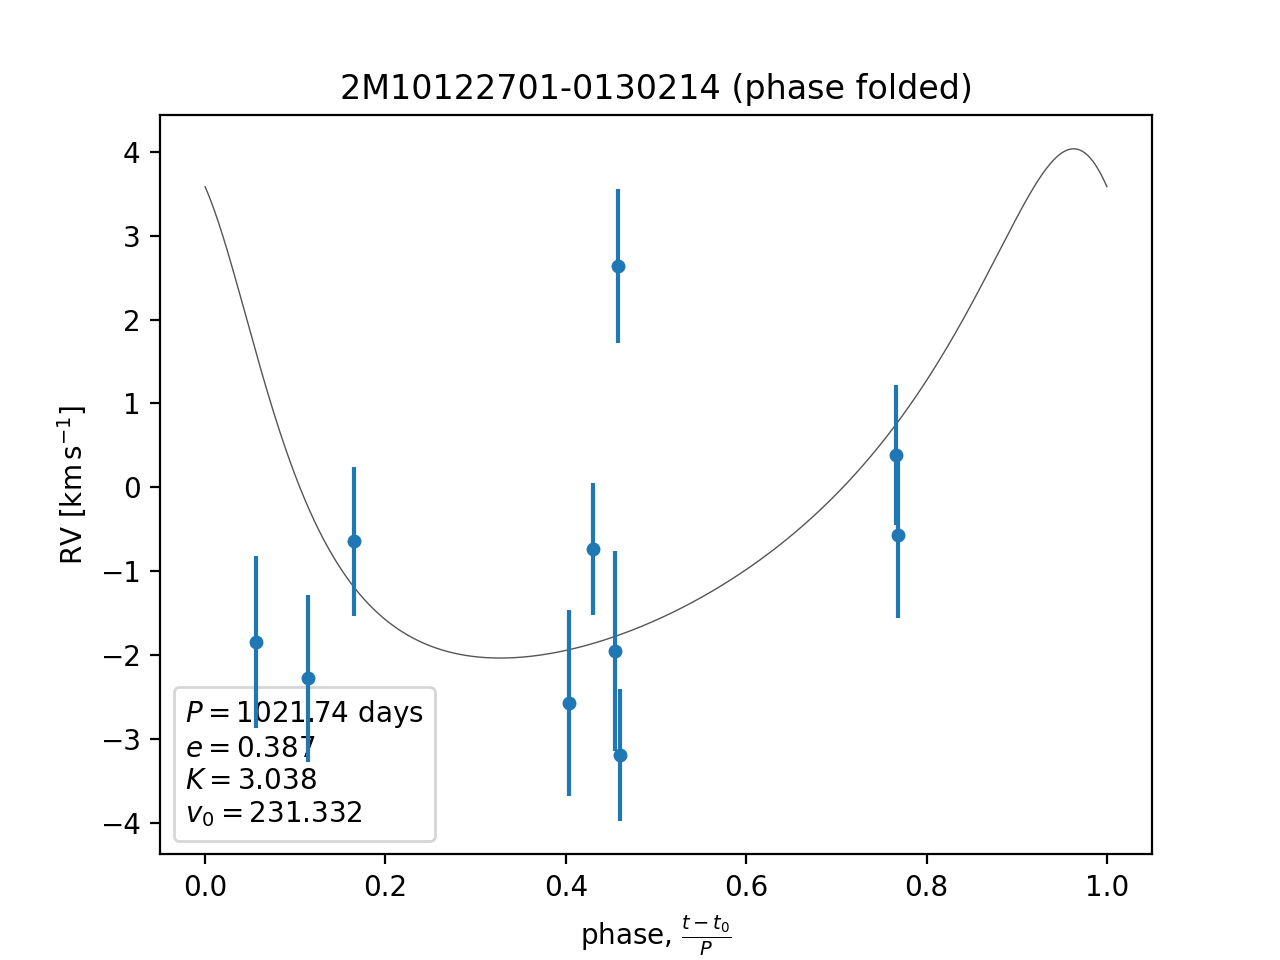 2M10122701-0130214 (phase folded)
4
3
2
1
0
−1
−2
−3
−4
RV [km s⁻¹]
P = 1021.74 days
e = 0.387
K = 3.038
v₀ = 231.332
0.0 0.2 0.4 0.6 0.8 1.0
phase, (t − t₀)/P